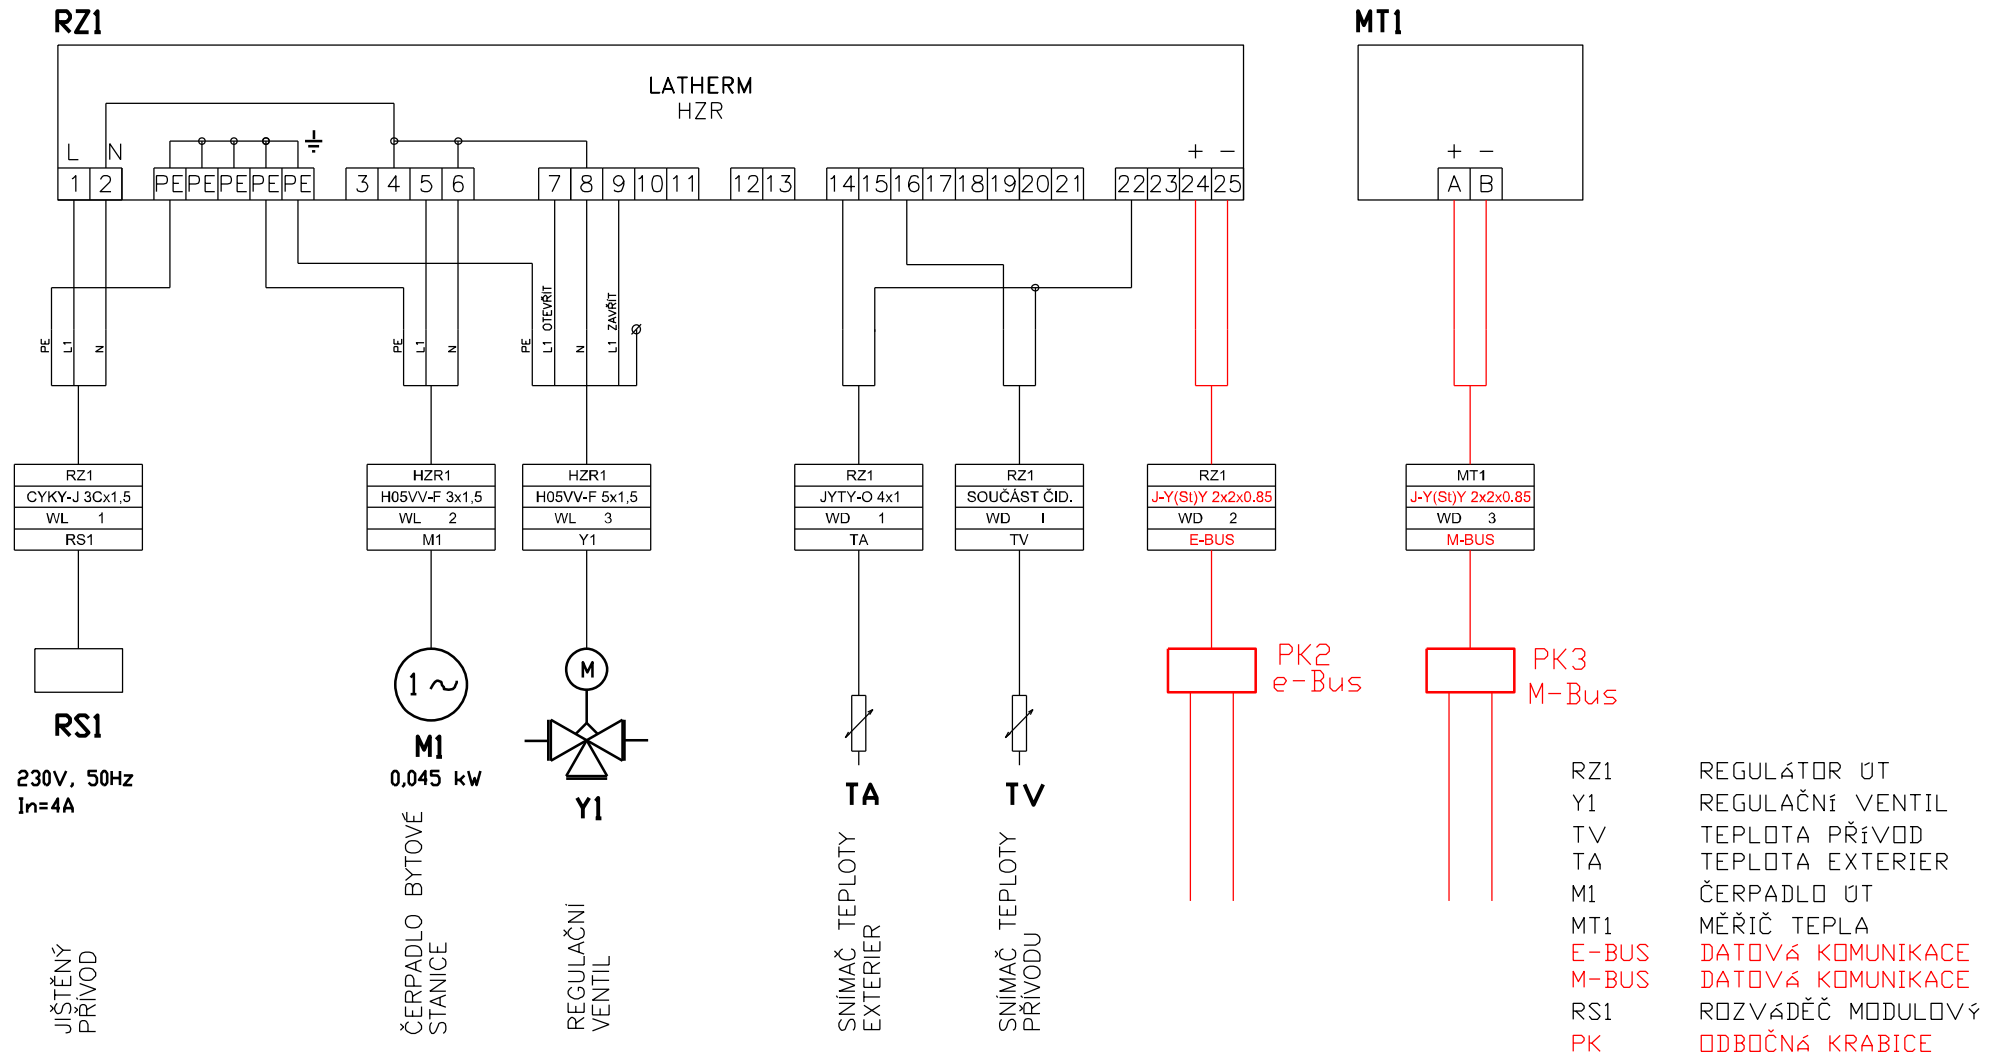 RZ1
MT1
LATHERM
HZR
L N
+ −
+ −
1 2 PE PE PE PE PE 3 4 5 6 7 8 9 10 11 12 13 14 15 16 17 18 19 20 21 22 23 24 25
A B
PE
L1
N
PE
L1
N
PE
L1 OTEVŘÍT
N
L1 ZAVŘÍT
RZ1
CYKY-J 3Cx1,5
WL 1
RS1
HZR1
H05VV-F 3x1,5
WL 2
M1
HZR1
H05VV-F 5x1,5
WL 3
Y1
RZ1
JYTY-O 4x1
WD 1
TA
RZ1
SOUČÁST ČID.
WD I
TV
RZ1
J-Y(St)Y 2x2x0.85
WD 2
E-BUS
MT1
J-Y(St)Y 2x2x0.85
WD 3
M-BUS
RS1
230V, 50Hz
In=4A
JIŠTĚNÝ
PŘÍVOD
1 ~
M1
0,045 kW
ČERPADLO BYTOVÉ
STANICE
M
Y1
REGULAČNÍ
VENTIL
TA
SNÍMAČ TEPLOTY
EXTERIER
TV
SNÍMAČ TEPLOTY
PŘÍVODU
PK2
e-Bus
PK3
M-Bus
RZ1 REGULÁTOR ÚT
Y1 REGULAČNÍ VENTIL
TV TEPLOTA PŘÍVOD
TA TEPLOTA EXTERIER
M1 ČERPADLO ÚT
MT1 MĚŘIČ TEPLA
E-BUS DATOVÁ KOMUNIKACE
M-BUS DATOVÁ KOMUNIKACE
RS1 ROZVÁDĚČ MODULOVÝ
PK ODBOČNÁ KRABICE